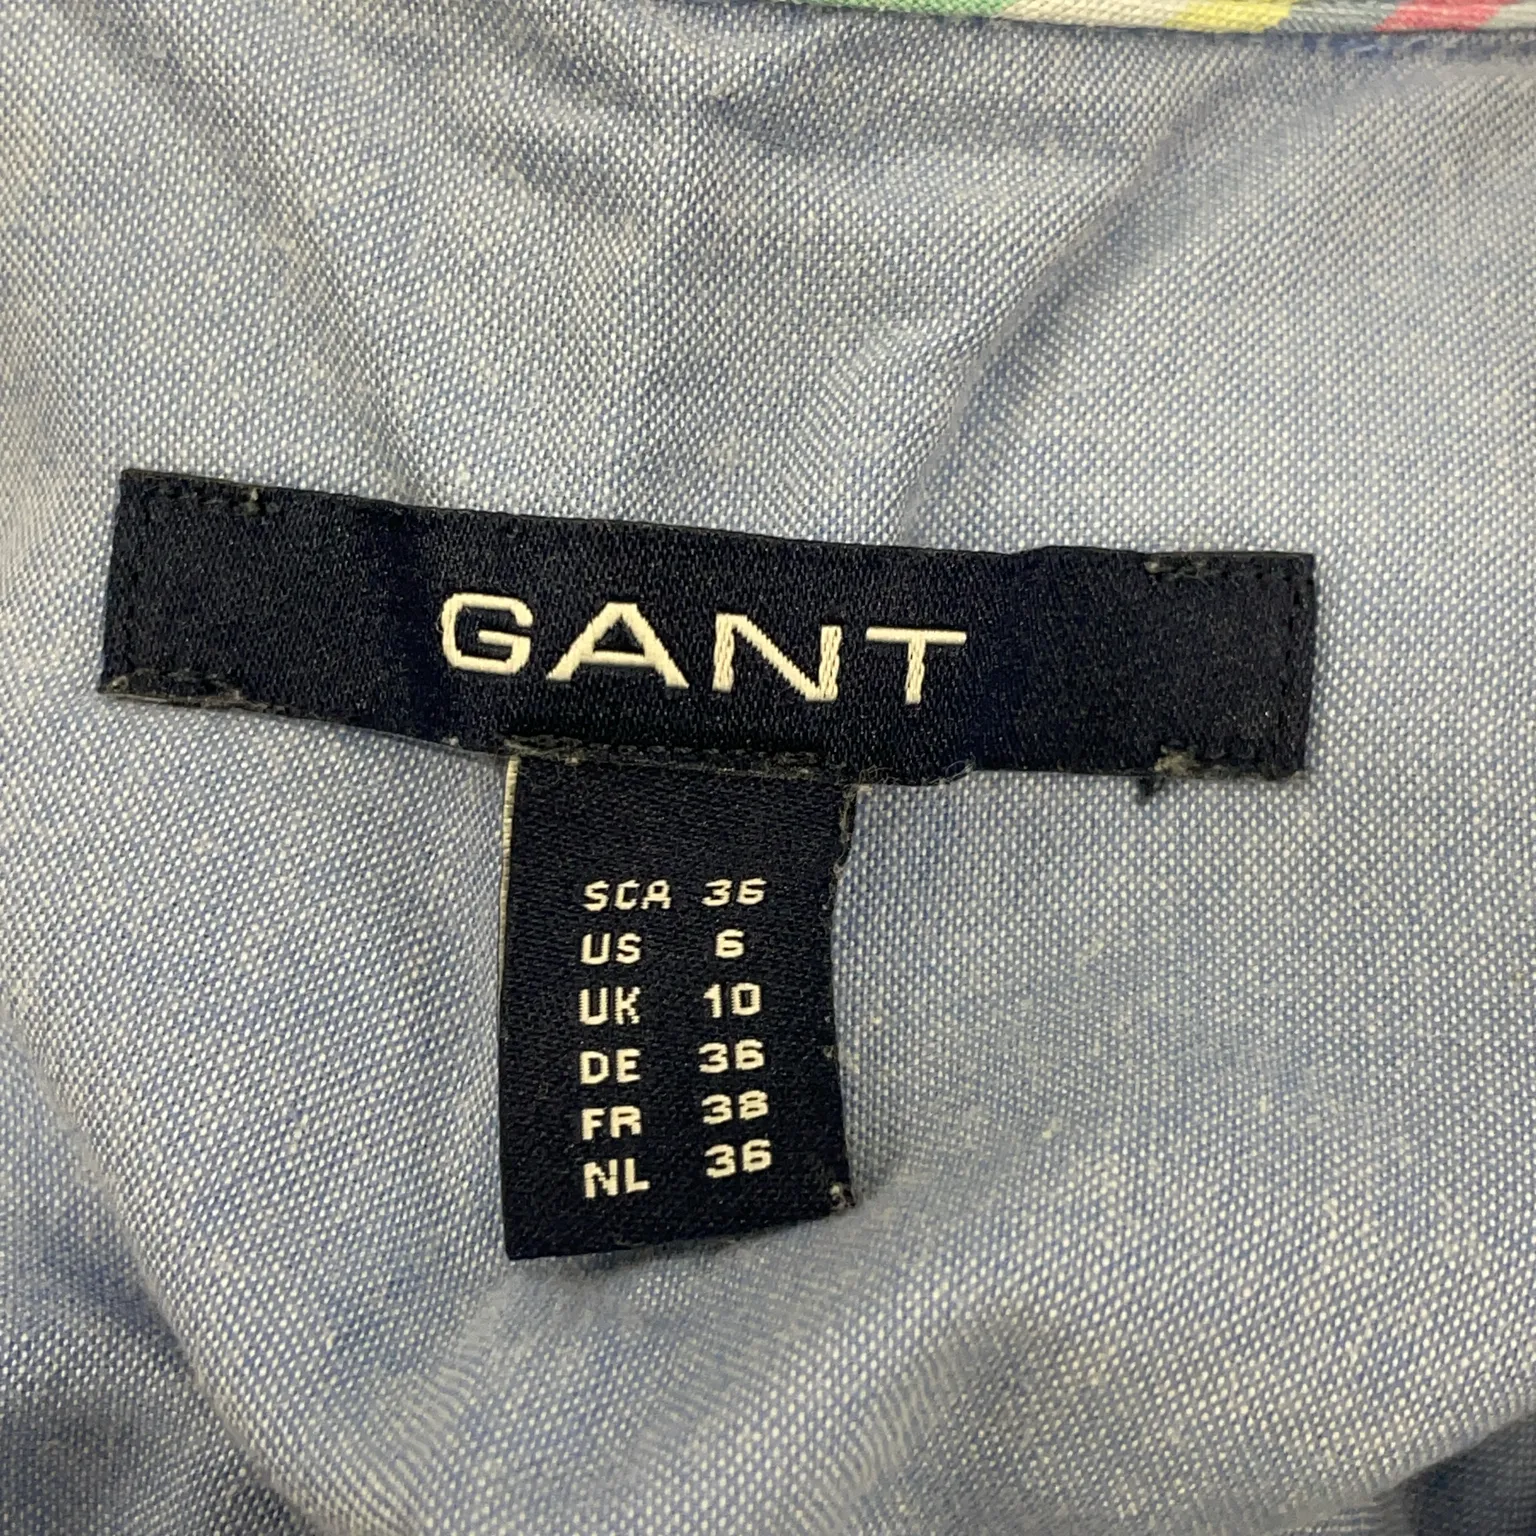 GANT
SCA 36
US 6
UK 10
DE 36
FR 38
NL 36